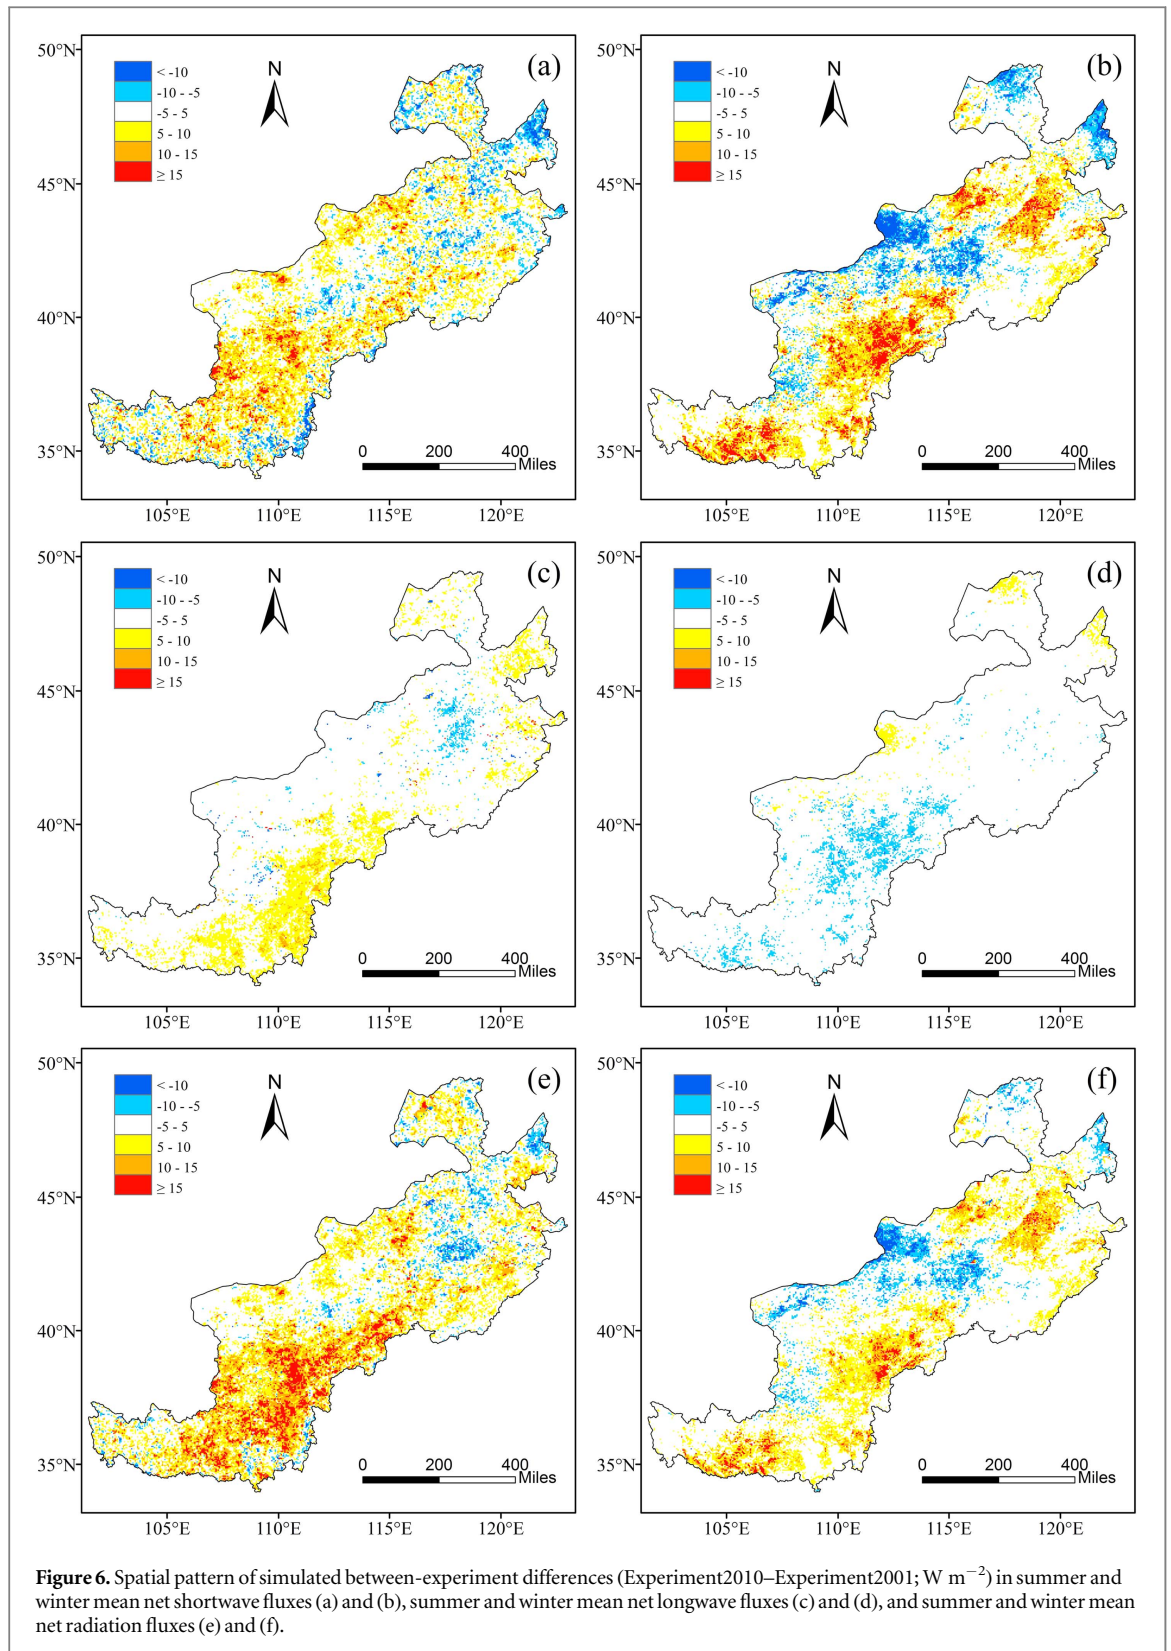 50°N
45°N
40°N
35°N
< -10
-10 - -5
-5 - 5
5 - 10
10 - 15
≥ 15
N
(a)
0 200 400
Miles
105°E 110°E 115°E 120°E
50°N
45°N
40°N
35°N
< -10
-10 - -5
-5 - 5
5 - 10
10 - 15
≥ 15
N
(b)
0 200 400
Miles
105°E 110°E 115°E 120°E
50°N
45°N
40°N
35°N
< -10
-10 - -5
-5 - 5
5 - 10
10 - 15
≥ 15
N
(c)
0 200 400
Miles
105°E 110°E 115°E 120°E
50°N
45°N
40°N
35°N
< -10
-10 - -5
-5 - 5
5 - 10
10 - 15
≥ 15
N
(d)
0 200 400
Miles
105°E 110°E 115°E 120°E
50°N
45°N
40°N
35°N
< -10
-10 - -5
-5 - 5
5 - 10
10 - 15
≥ 15
N
(e)
0 200 400
Miles
105°E 110°E 115°E 120°E
50°N
45°N
40°N
35°N
< -10
-10 - -5
-5 - 5
5 - 10
10 - 15
≥ 15
N
(f)
0 200 400
Miles
105°E 110°E 115°E 120°E
Figure 6. Spatial pattern of simulated between-experiment differences (Experiment2010–Experiment2001; W m−2) in summer and
winter mean net shortwave fluxes (a) and (b), summer and winter mean net longwave fluxes (c) and (d), and summer and winter mean
net radiation fluxes (e) and (f).